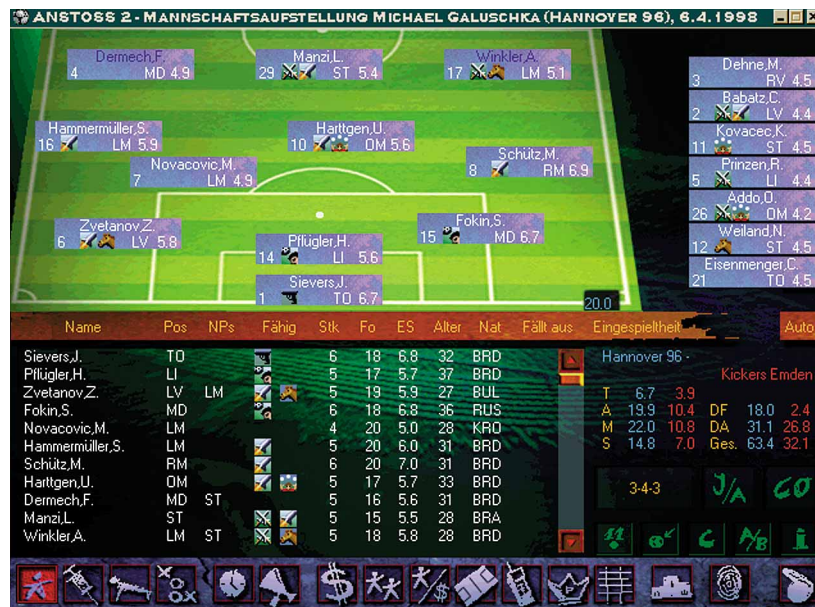 ANSTOSS 2 - MANNSCHAFTSAUFSTELLUNG MICHAEL GALUSCHKA (HANNOVER 96), 6.4.1998
Dermech,F.
4 MD 4.9
Manzi,L.
29 ST 5.4
Winkler,A.
17 LM 5.1
Hammermüller,S.
16 LM 5.9
Harttgen,U.
10 OM 5.6
Novacovic,M.
7 LM 4.9
Schütz,M.
8 RM 6.9
Zvetanov,Z.
6 LV 5.8
Pflügler,H.
14 LI 5.6
Fokin,S.
15 MD 6.7
Sievers,J.
1 TO 6.7
Dehne,M.
3 RV 4.5
Babatz,C.
2 LV 4.4
Kovacec,K.
11 ST 4.5
Prinzen,R.
5 LI 4.4
Addo,O.
26 OM 4.2
Weiland,N.
12 ST 4.5
Eisenmenger,C.
21 TO 4.5
20.0
Name Pos NPs Fähig Stk Fo ES Alter Nat Fällt aus Eingespieltheit Auto
Sievers,J. TO 6 18 6.8 32 BRD
Pflügler,H. LI 5 17 5.7 37 BRD
Zvetanov,Z. LV LM 5 19 5.9 27 BUL
Fokin,S. MD 6 18 6.8 36 RUS
Novacovic,M. LM 4 20 5.0 28 KRO
Hammermüller,S. LM 5 20 6.0 31 BRD
Schütz,M. RM 6 20 7.0 31 BRD
Harttgen,U. OM 5 17 5.7 33 BRD
Dermech,F. MD ST 5 16 5.6 31 BRD
Manzi,L. ST 5 15 5.5 28 BRA
Winkler,A. LM ST 5 18 5.8 28 BRD
Hannover 96 -
Kickers Emden
T 6.7 3.9
A 19.9 10.4 DF 18.0 2.4
M 22.0 10.8 DA 31.1 26.8
S 14.8 7.0 Ges. 63.4 32.1
3-4-3 J/A CO
11 C A/B i
$ /$ P